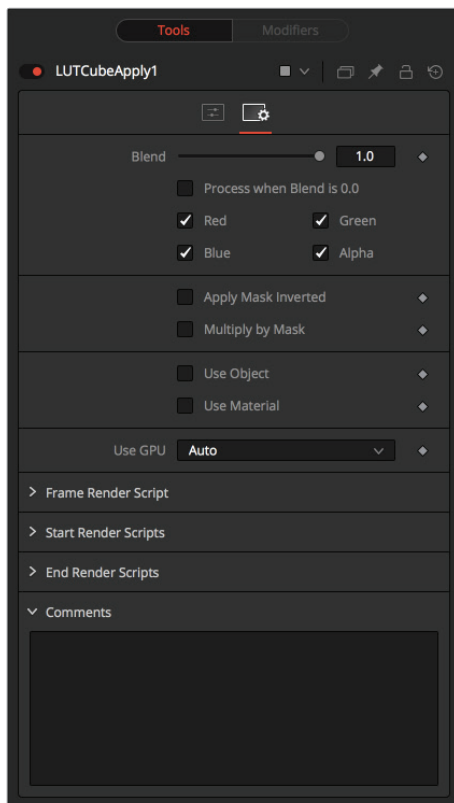 Tools Modifiers
LUTCubeApply1
Blend 1.0
Process when Blend is 0.0
Red Green
Blue Alpha
Apply Mask Inverted
Multiply by Mask
Use Object
Use Material
Use GPU Auto
Frame Render Script
Start Render Scripts
End Render Scripts
Comments